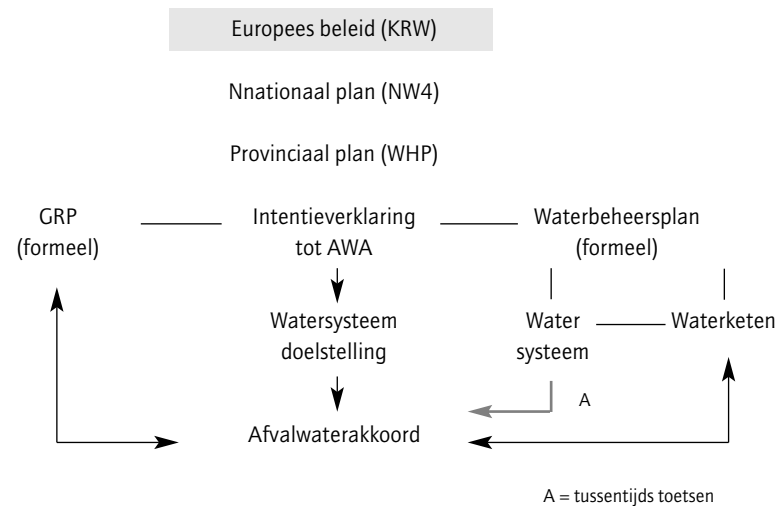 Europees beleid (KRW)
Nnationaal plan (NW4)
Provinciaal plan (WHP)
GRP
(formeel)
Intentieverklaring
tot AWA
Waterbeheersplan
(formeel)
Watersysteem
doelstelling
Water
systeem
Waterketen
A
Afvalwaterakkoord
A = tussentijds toetsen